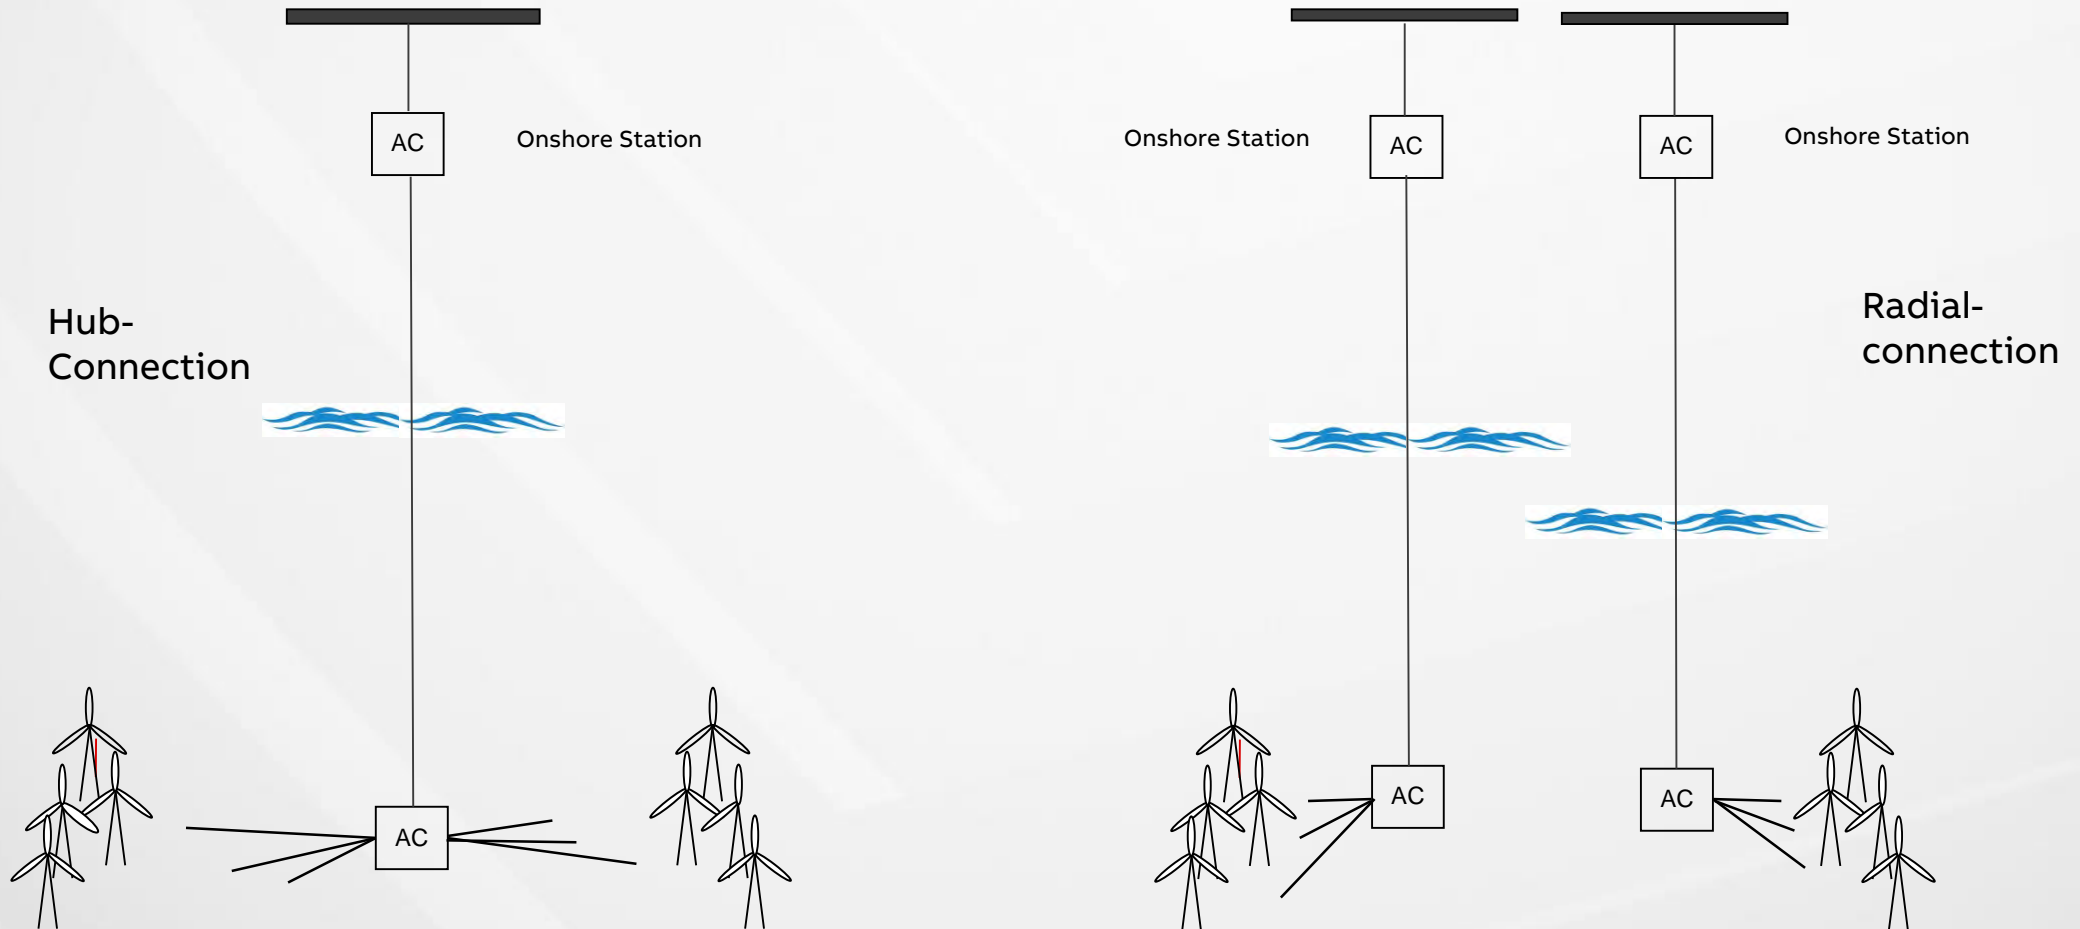 AC
Onshore Station
Hub-
Connection
AC
Onshore Station
AC
AC
Onshore Station
Radial-
connection
AC
AC